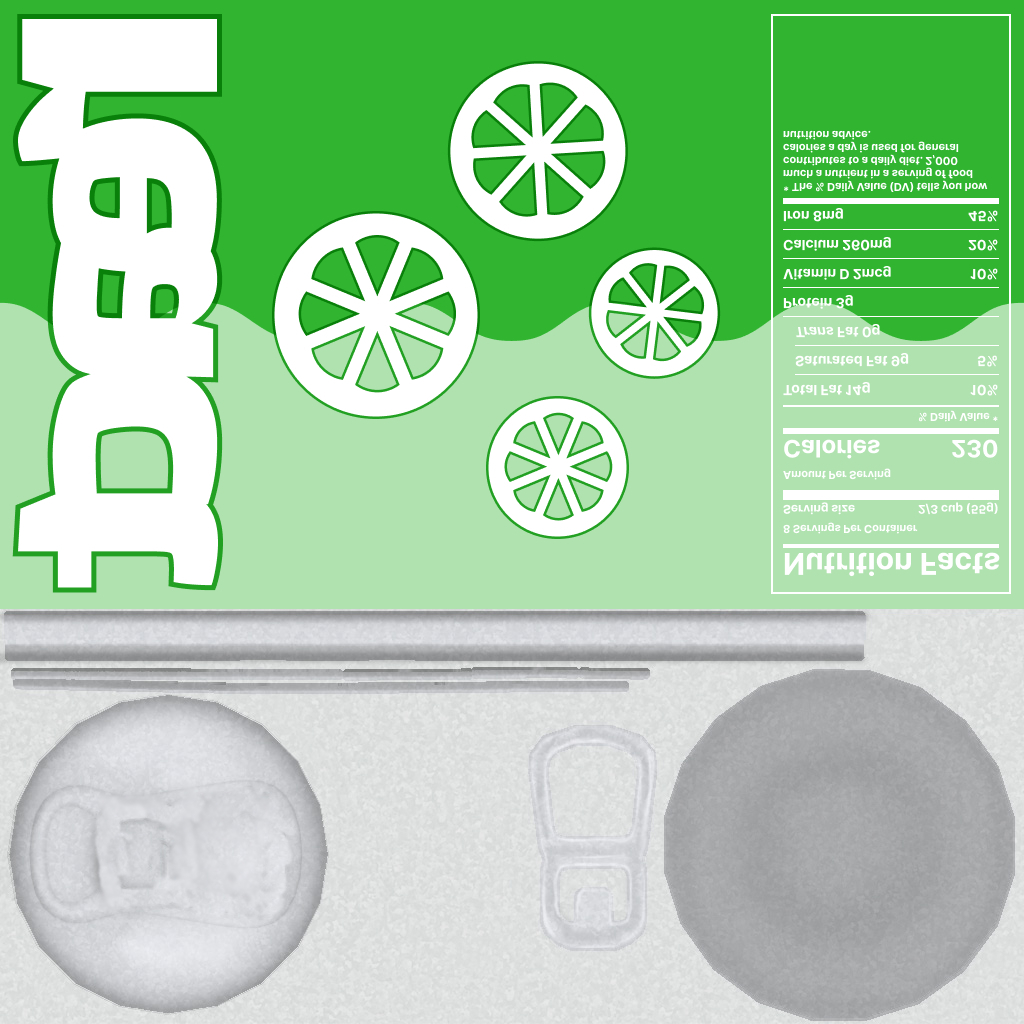 Nutrition Facts
8 Servings Per Container
Serving size 2/3 cup (55g)
Amount Per Serving
Calories 230
% Daily Value *
Total Fat 14g 10%
Saturated Fat 9g 5%
Trans Fat 0g
Protein 3g
Vitamin D 2mcg 10%
Calcium 260mg 20%
Iron 8mg 45%
* The % Daily Value (DV) tells you how
much a nutrient in a serving of food
contributes to a daily diet. 2,000
calories a day is used for general
nutrition advice.